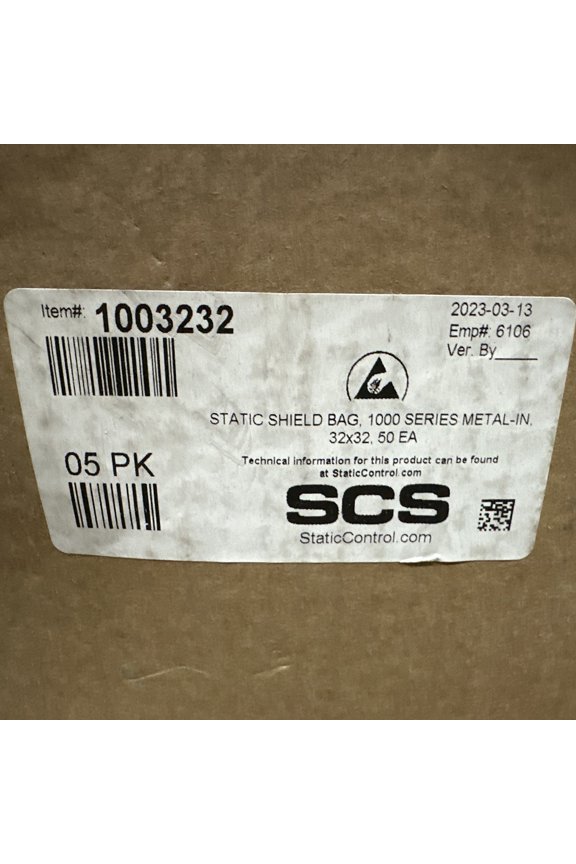 Item#: 1003232
2023-03-13
Emp#: 6106
Ver. By_____
STATIC SHIELD BAG, 1000 SERIES METAL-IN,
32x32, 50 EA
05 PK
Technical information for this product can be found
at StaticControl.com
SCS
StaticControl.com